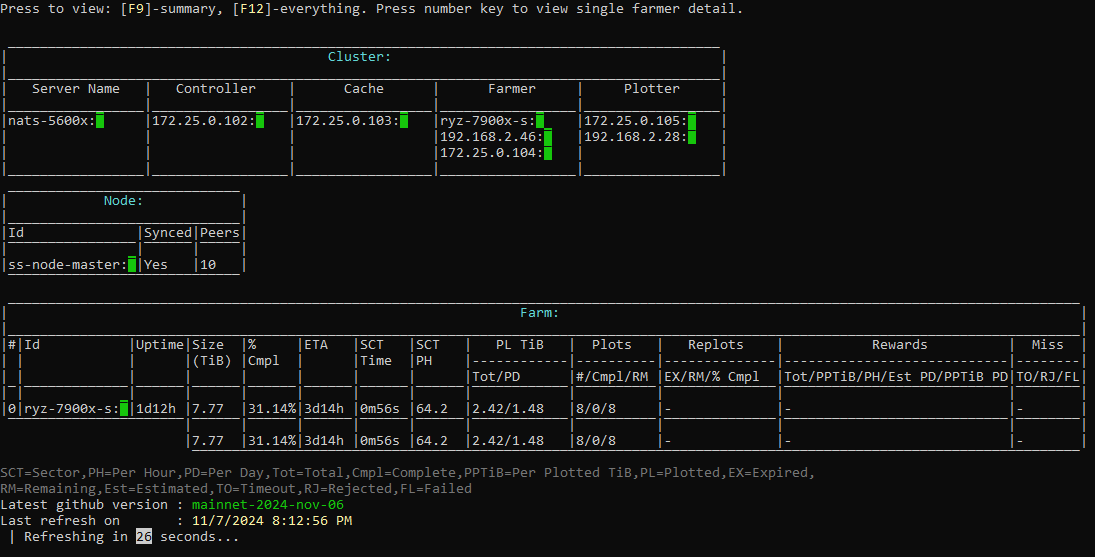 Press to view: [F9]-summary, [F12]-everything. Press number key to view single farmer detail.
Cluster:
| Server Name | Controller | Cache | Farmer | Plotter |
|nats-5600x: |172.25.0.102: |172.25.0.103: |ryz-7900x-s: |172.25.0.105: |
| | | |192.168.2.46: |192.168.2.28: |
| | | |172.25.0.104: | |
Node:
|Id |Synced|Peers|
|ss-node-master: |Yes |10 |
Farm:
|#|Id |Uptime|Size |% |ETA |SCT |SCT | PL TiB | Plots | Replots | Rewards | Miss |
| | | |(TiB) |Cmpl | |Time |PH |------------|----------|--------------|----------------------------|--------|
| | | | | | | | |Tot/PD |#/Cmpl/RM |EX/RM/% Cmpl |Tot/PPTiB/PH/Est PD/PPTiB PD|TO/RJ/FL|
|0|ryz-7900x-s: |1d12h |7.77 |31.14%|3d14h |0m56s |64.2 |2.42/1.48 |8/0/8 |- |- |- |
|7.77 |31.14%|3d14h |0m56s |64.2 |2.42/1.48 |8/0/8 |- |- |- |
SCT=Sector,PH=Per Hour,PD=Per Day,Tot=Total,Cmpl=Complete,PPTiB=Per Plotted TiB,PL=Plotted,EX=Expired,
RM=Remaining,Est=Estimated,TO=Timeout,RJ=Rejected,FL=Failed
Latest github version : mainnet-2024-nov-06
Last refresh on : 11/7/2024 8:12:56 PM
| Refreshing in 26 seconds...